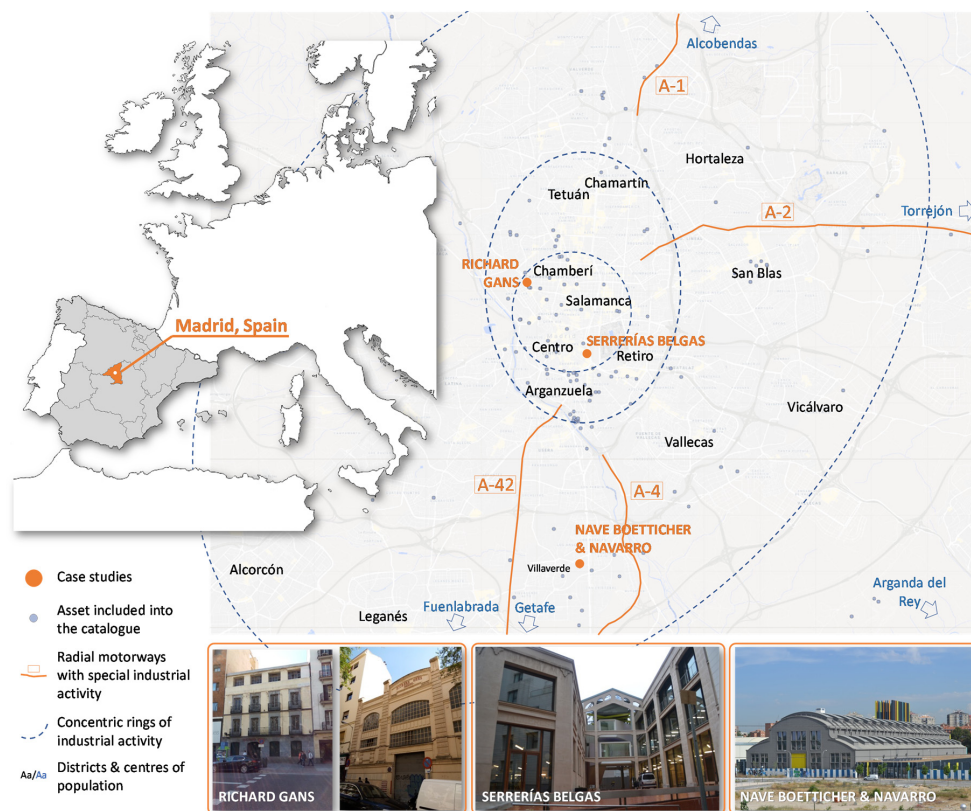 Alcobendas
A-1
Hortaleza
Chamartín
Tetuán
A-2
Torrejón
RICHARD
GANS
Chamberí
San Blas
Salamanca
Madrid, Spain
SERRERÍAS BELGAS
Centro
Retiro
Arganzuela
Vicálvaro
Vallecas
A-42
A-4
NAVE BOETTICHER
& NAVARRO
Villaverde
Alcorcón
Leganés
Fuenlabrada
Getafe
Arganda del
Rey
Case studies
Asset included into
the catalogue
Radial motorways
with special industrial
activity
Concentric rings of
industrial activity
Aa/Aa
Districts & centres of
population
RICHARD GANS
SERRERÍAS BELGAS
NAVE BOETTICHER & NAVARRO